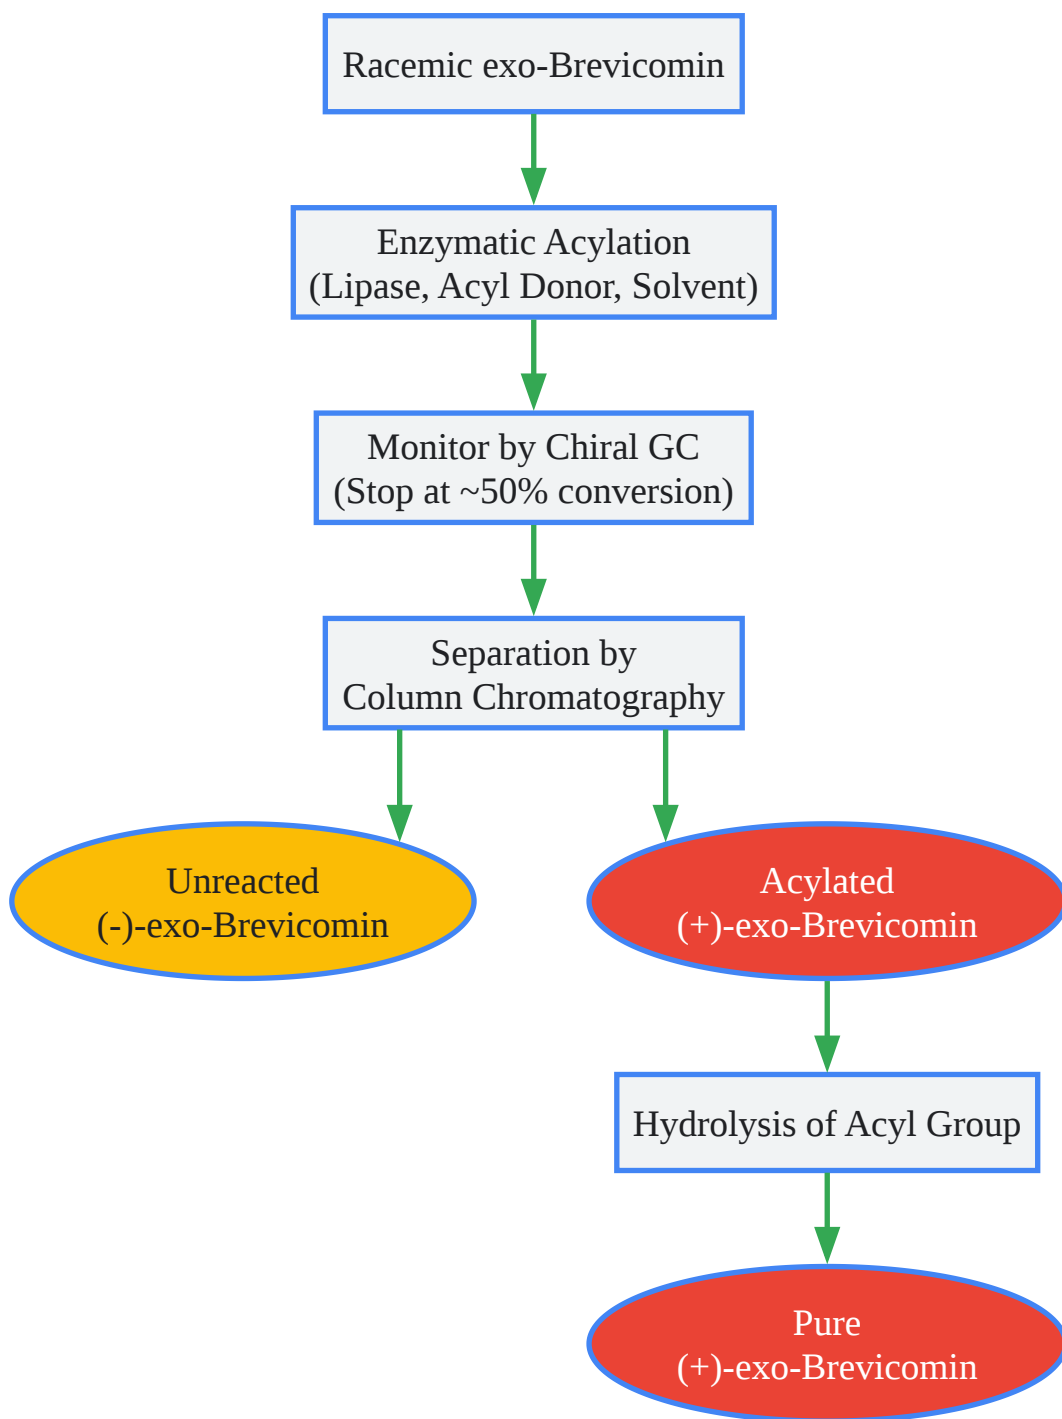 Racemic exo-Brevicomin
Enzymatic Acylation
(Lipase, Acyl Donor, Solvent)
Monitor by Chiral GC
(Stop at ~50% conversion)
Separation by
Column Chromatography
Unreacted
(-)-exo-Brevicomin
Acylated
(+)-exo-Brevicomin
Hydrolysis of Acyl Group
Pure
(+)-exo-Brevicomin